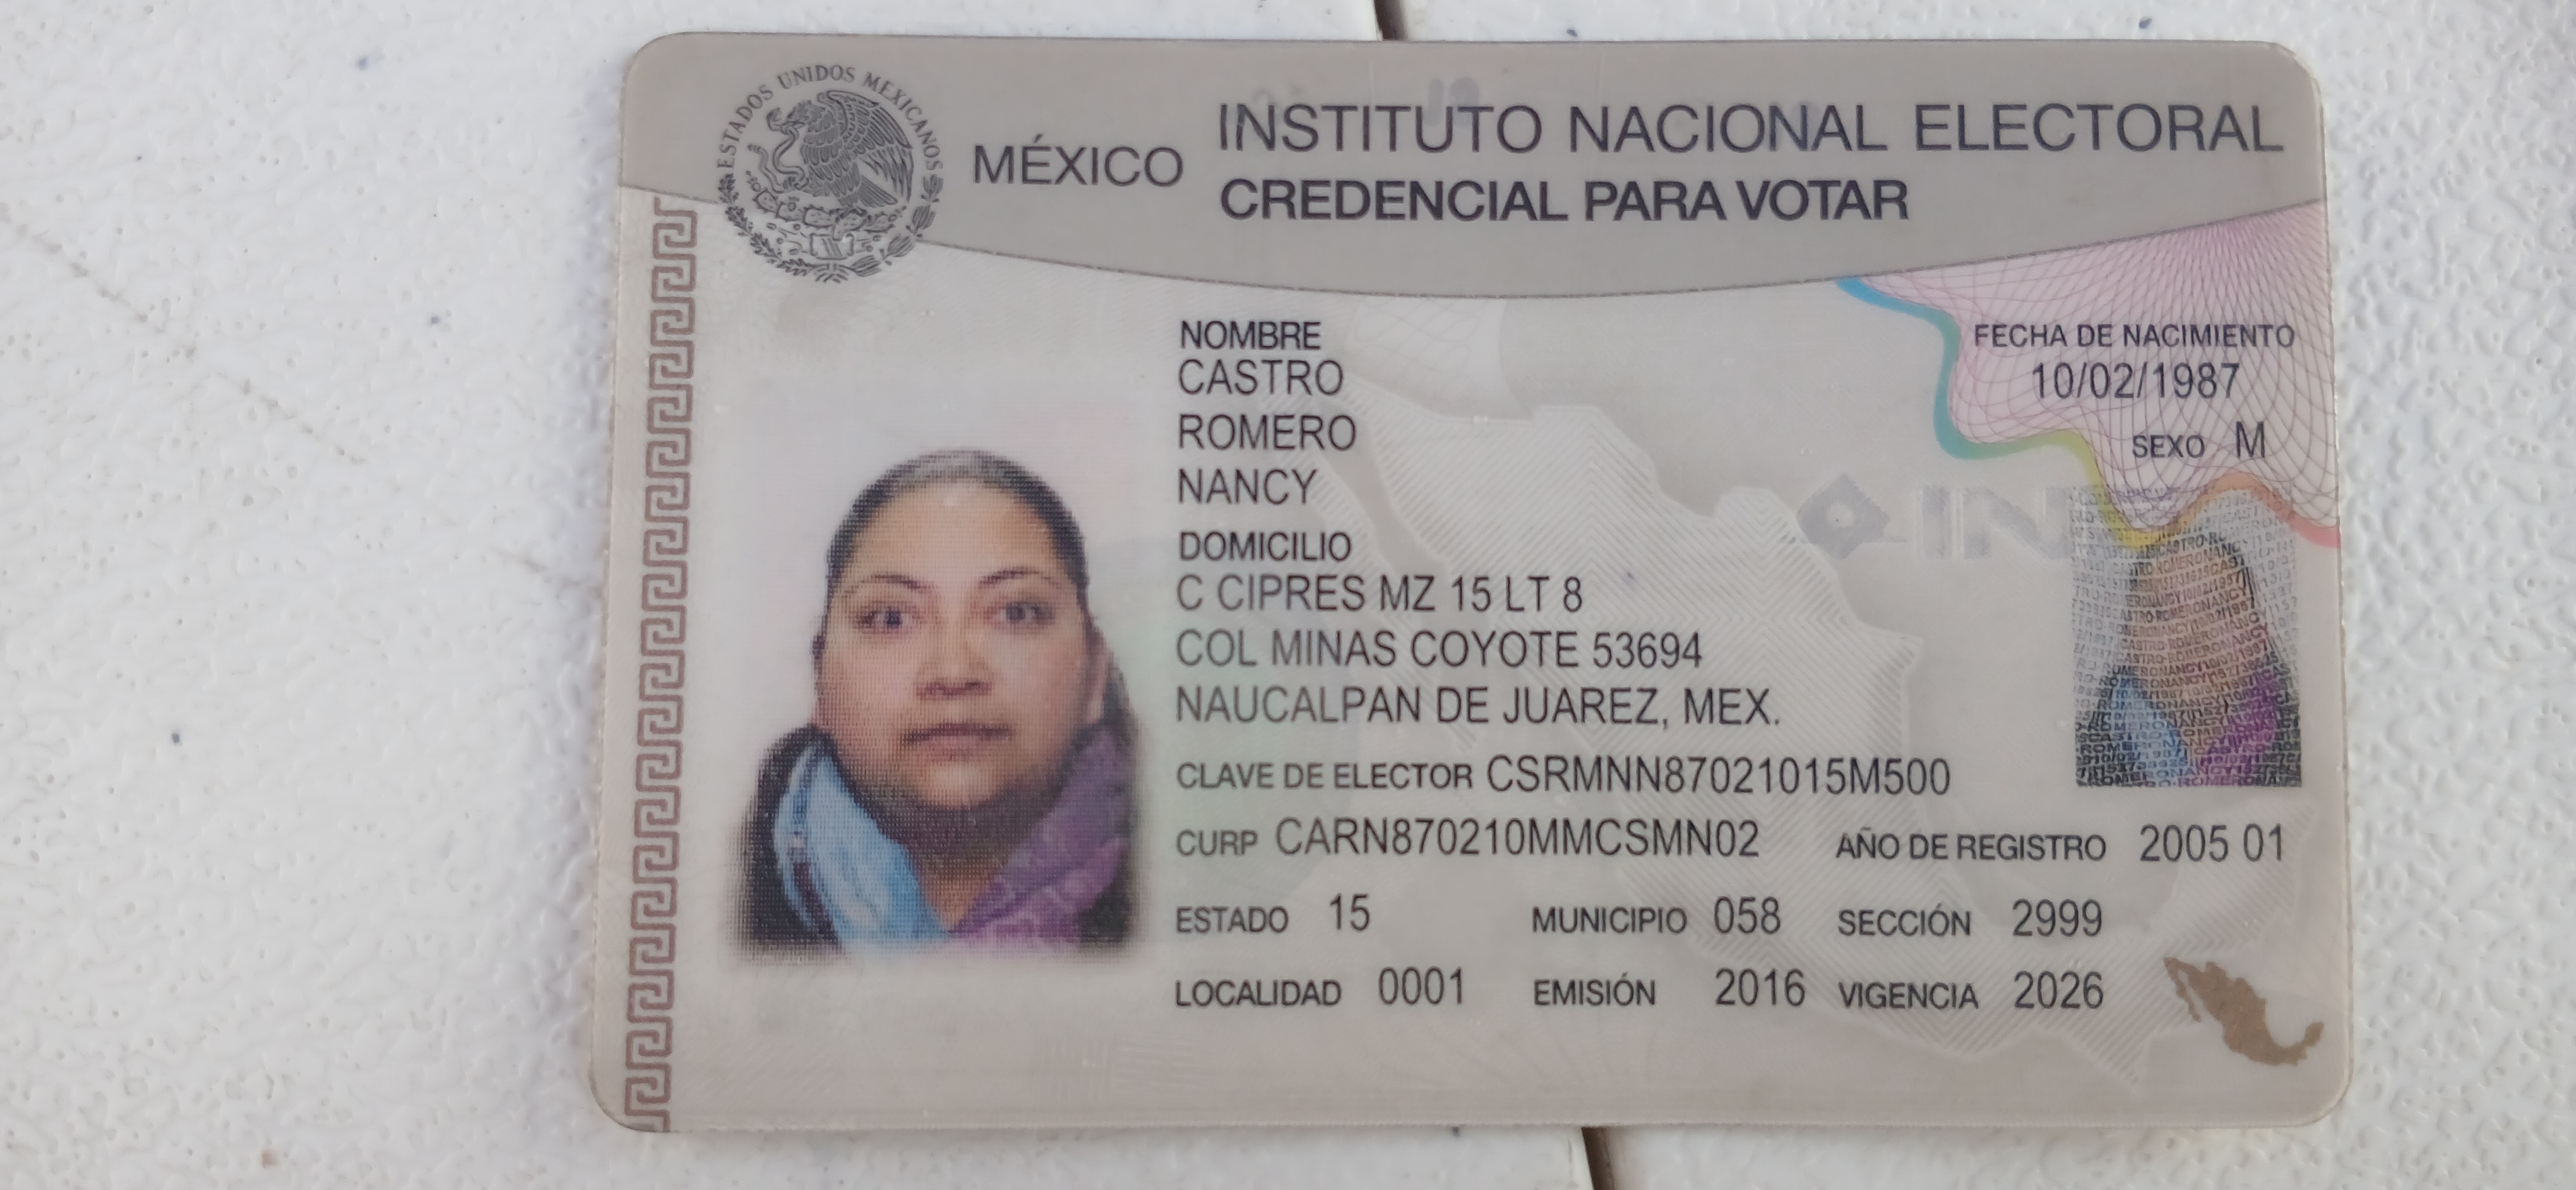 ESTADOS UNIDOS MEXICANOS
MÉXICO
INSTITUTO NACIONAL ELECTORAL
CREDENCIAL PARA VOTAR
NOMBRE
CASTRO
ROMERO
NANCY
FECHA DE NACIMIENTO
10/02/1987
SEXO M
DOMICILIO
C CIPRES MZ 15 LT 8
COL MINAS COYOTE 53694
NAUCALPAN DE JUAREZ, MEX.
CLAVE DE ELECTOR CSRMNN87021015M500
CURP CARN870210MMCSMN02 AÑO DE REGISTRO 2005 01
ESTADO 15 MUNICIPIO 058 SECCIÓN 2999
LOCALIDAD 0001 EMISIÓN 2016 VIGENCIA 2026